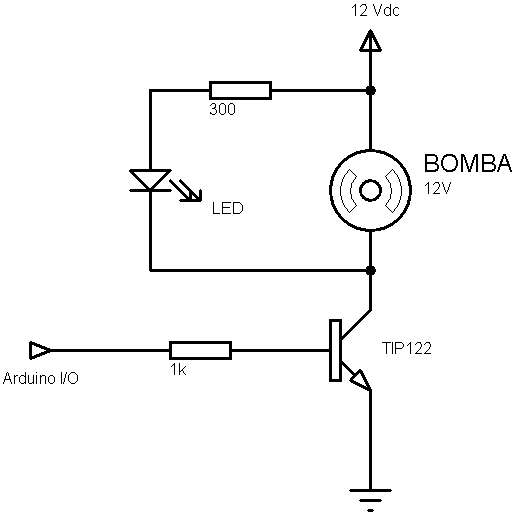 12 Vdc
300
BOMBA
12V
LED
TIP122
1k
Arduino I/O